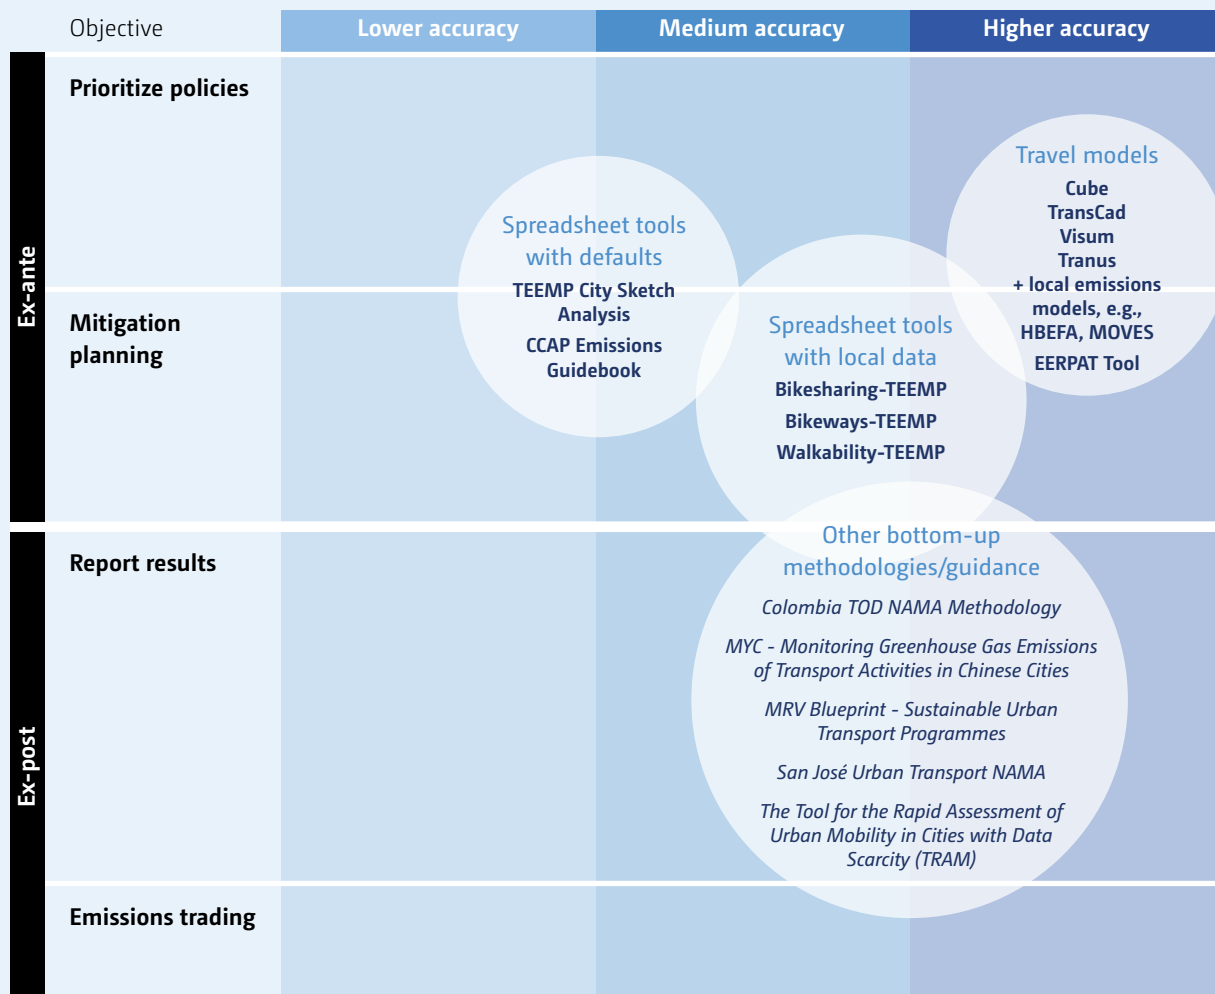 Objective
Lower accuracy
Medium accuracy
Higher accuracy
Ex-ante
Prioritize policies
Mitigation
planning
Spreadsheet tools
with defaults
TEEMP City Sketch
Analysis
CCAP Emissions
Guidebook
Spreadsheet tools
with local data
Bikesharing-TEEMP
Bikeways-TEEMP
Walkability-TEEMP
Travel models
Cube
TransCad
Visum
Tranus
+ local emissions
models, e.g.,
HBEFA, MOVES
EERPAT Tool
Ex-post
Report results
Other bottom-up
methodologies/guidance
Colombia TOD NAMA Methodology
MYC - Monitoring Greenhouse Gas Emissions
of Transport Activities in Chinese Cities
MRV Blueprint - Sustainable Urban
Transport Programmes
San José Urban Transport NAMA
The Tool for the Rapid Assessment of
Urban Mobility in Cities with Data
Scarcity (TRAM)
Emissions trading